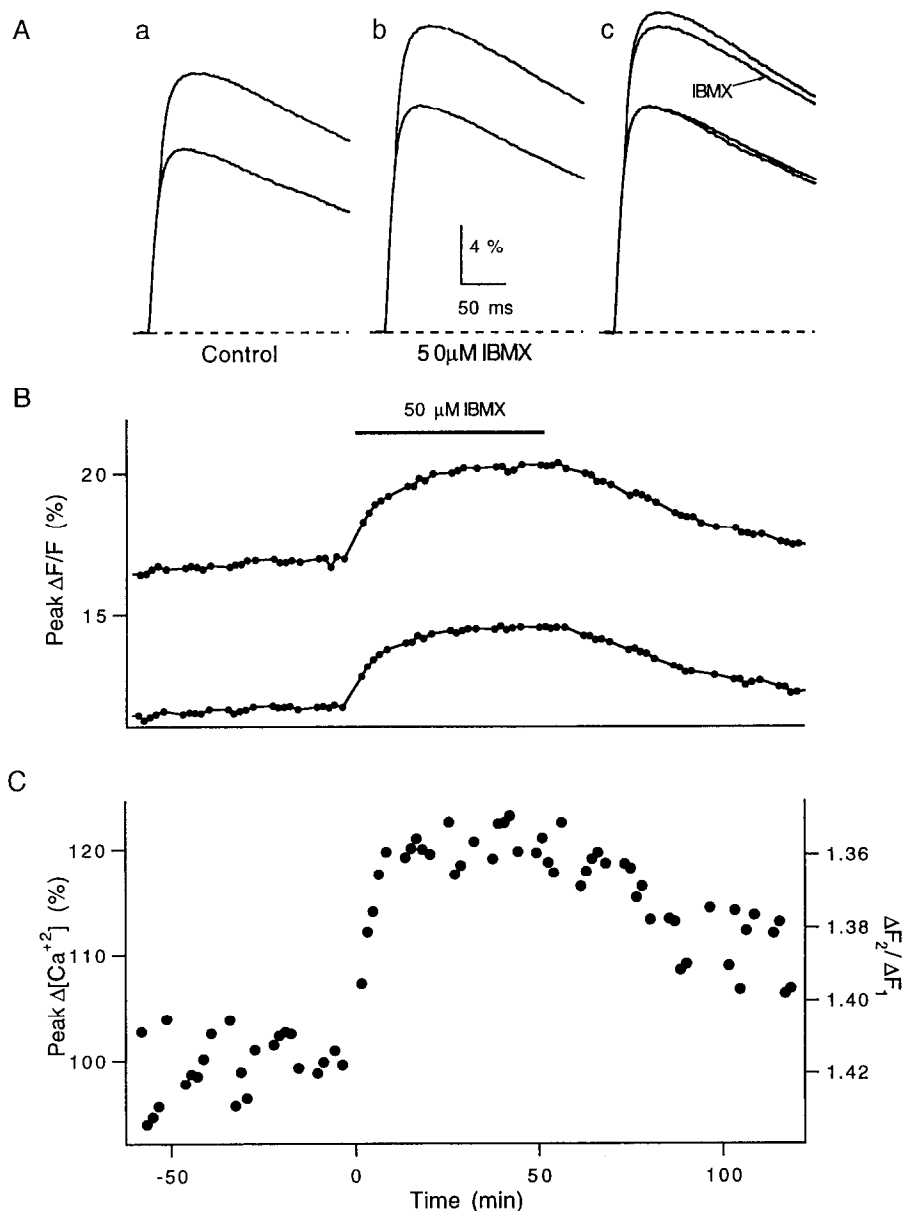 A
a
b
c
IBMX
4 %
50 ms
Control
50µM IBMX
B
50 µM IBMX
Peak ΔF/F (%)
20
15
C
Peak Δ[Ca+2] (%)
120
110
100
ΔF2/ΔF1
1.36
1.38
1.40
1.42
-50
0
50
100
Time (min)